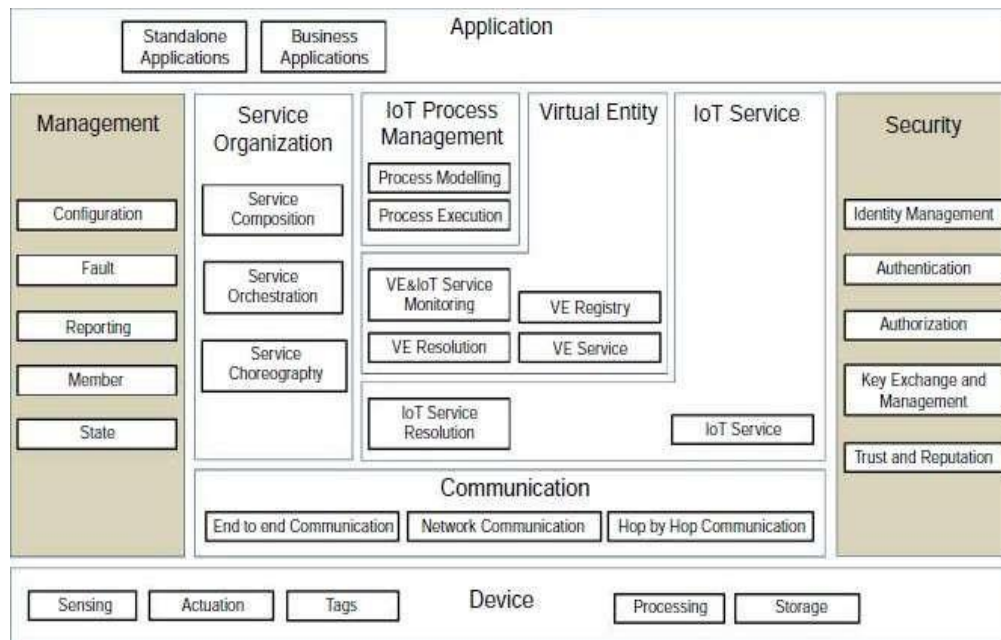 Application
Standalone
Applications
Business
Applications
Management
Configuration
Fault
Reporting
Member
State
Service
Organization
Service
Composition
Service
Orchestration
Service
Choreography
IoT Process
Management
Process Modelling
Process Execution
Virtual Entity
VE&IoT Service
Monitoring
VE Resolution
VE Registry
VE Service
IoT Service
IoT Service
Resolution
IoT Service
Security
Identity Management
Authentication
Authorization
Key Exchange and
Management
Trust and Reputation
Communication
End to end Communication
Network Communication
Hop by Hop Communication
Device
Sensing
Actuation
Tags
Processing
Storage